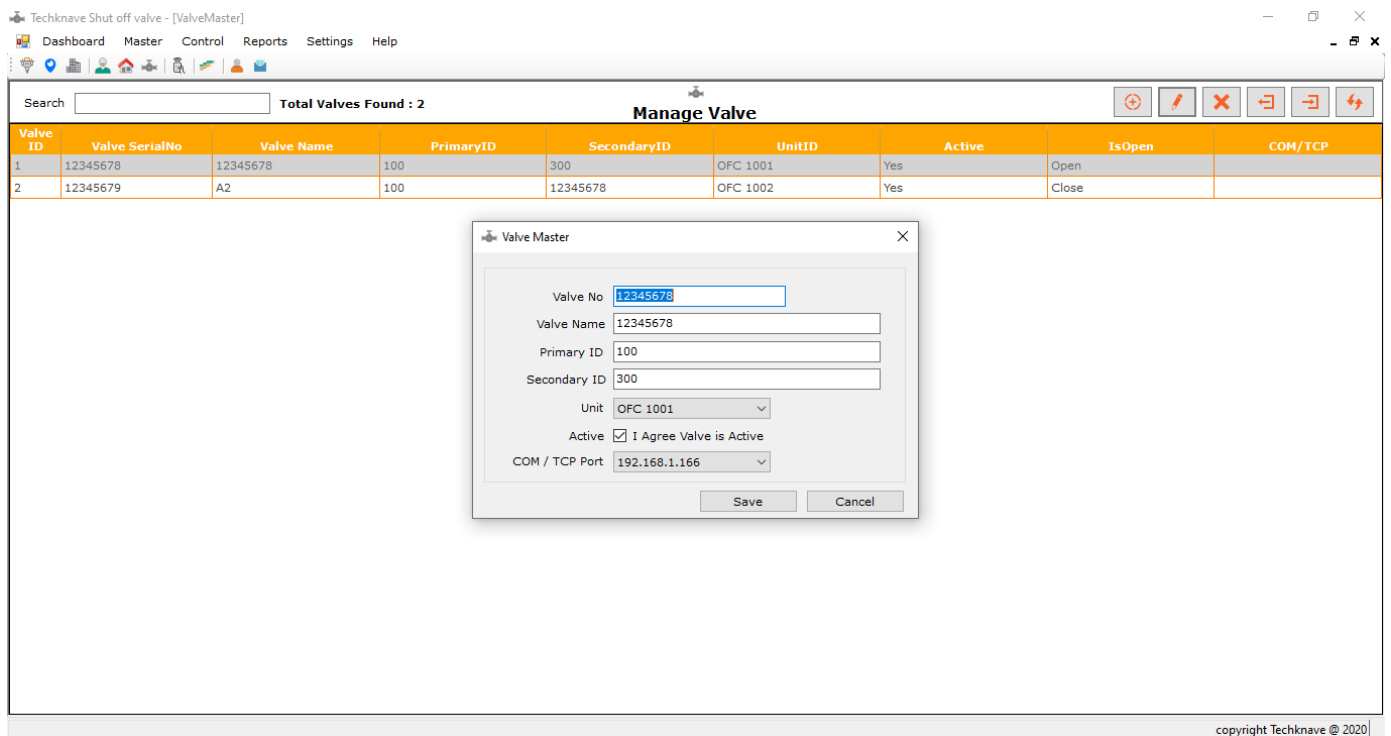 Techknave Shut off valve - [ValveMaster]
Dashboard Master Control Reports Settings Help
Search Total Valves Found : 2
Manage Valve
Valve ID Valve SerialNo Valve Name PrimaryID SecondaryID UnitID Active IsOpen COM/TCP
1 12345678 12345678 100 300 OFC 1001 Yes Open
2 12345679 A2 100 12345678 OFC 1002 Yes Close
Valve Master
Valve No 12345678
Valve Name 12345678
Primary ID 100
Secondary ID 300
Unit OFC 1001
Active I Agree Valve is Active
COM / TCP Port 192.168.1.166
Save Cancel
copyright Techknave @ 2020